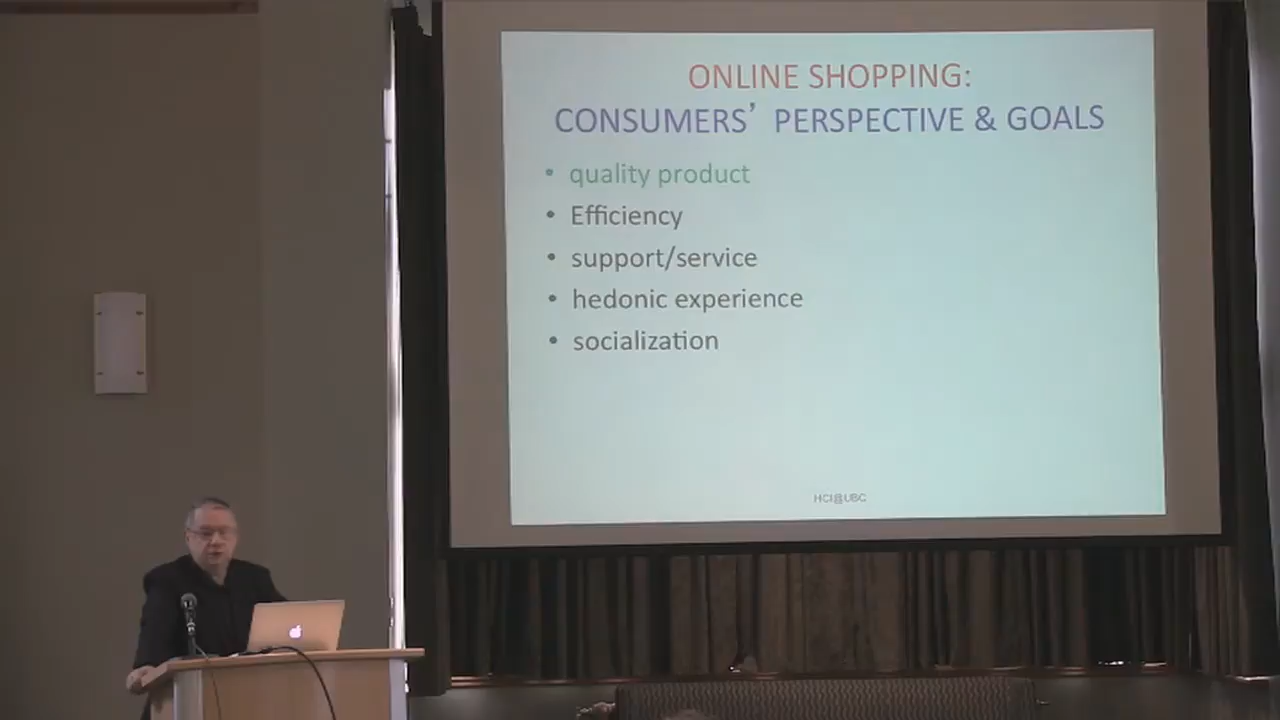 ONLINE SHOPPING:
CONSUMERS’ PERSPECTIVE & GOALS
• quality product
• Efficiency
• support/service
• hedonic experience
• socialization
HCI@UBC